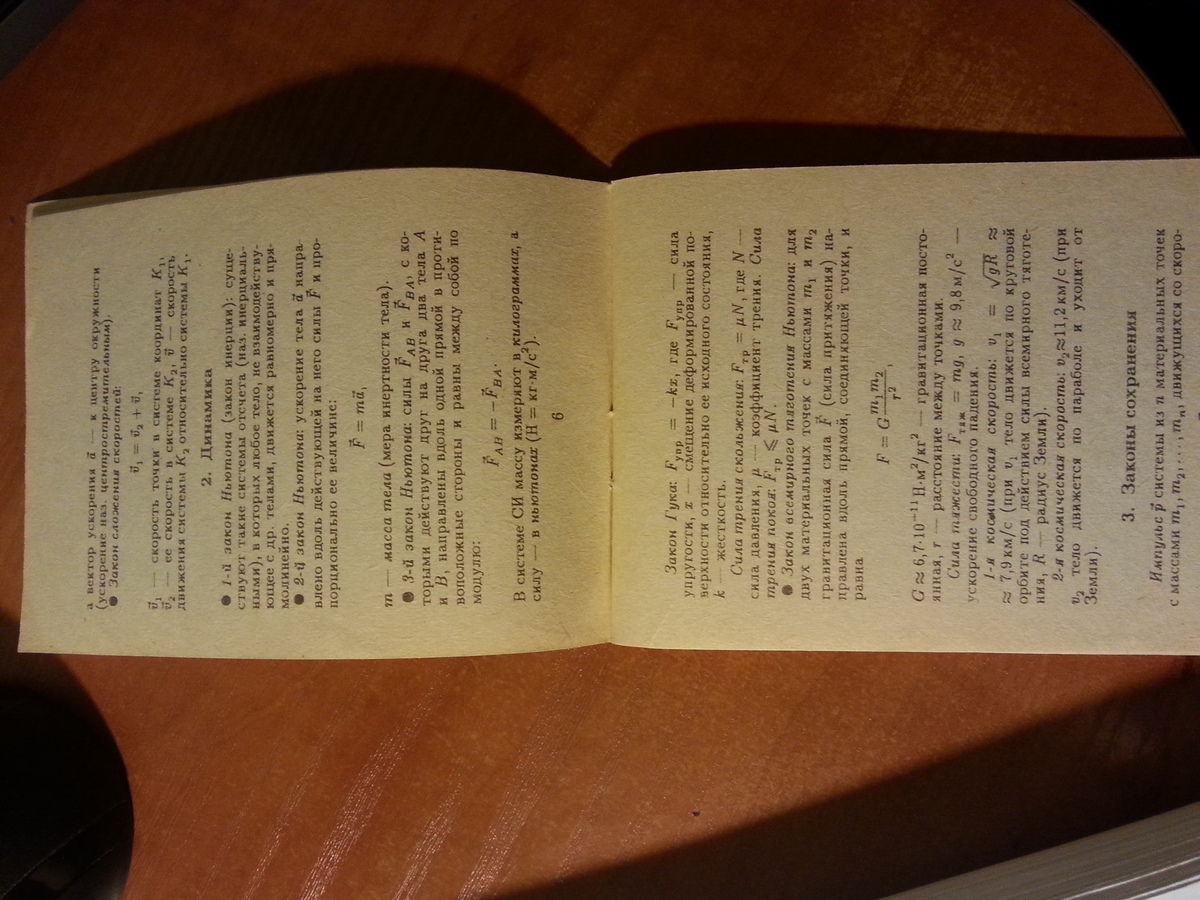 а вектор ускорения a⃗ — к центру окружности
(ускорение наз. центростремительным).
● Закон сложения скоростей:
v⃗₁ = v⃗₂ + v⃗,
v⃗₁ — скорость точки в системе координат K₁,
v⃗₂ — ее скорость в системе K₂, v⃗ — скорость
движения системы K₂ относительно системы K₁.
2. Динамика
● 1-й закон Ньютона (закон инерции): суще-
ствуют такие системы отсчета (наз. инерциаль-
ными), в которых любое тело, не взаимодейству-
ющее с др. телами, движется равномерно и пря-
молинейно.
● 2-й закон Ньютона: ускорение тела a⃗ напра-
влено вдоль действующей на него силы F⃗ и про-
порционально ее величине:
F⃗ = ma⃗,
m — масса тела (мера инертности тела).
● 3-й закон Ньютона: силы F⃗_AB и F⃗_BA, с ко-
торыми действуют друг на друга два тела A
и B, направлены вдоль одной прямой в проти-
воположные стороны и равны между собой по
модулю:
F⃗_AB = −F⃗_BA.
В системе СИ массу измеряют в килограммах, а
силу — в ньютонах (Н = кг·м/с²).
6
Закон Гука: F_упр = −kx, где F_упр — сила
упругости, x — смещение деформированной по-
верхности относительно ее исходного состояния,
k — жесткость.
Сила трения скольжения: F_тр = μN, где N —
сила давления, μ — коэффициент трения. Сила
трения покоя: F_тр ⩽ μN.
● Закон всемирного тяготения Ньютона: для
двух материальных точек с массами m₁ и m₂
гравитационная сила F⃗ (сила притяжения) на-
правлена вдоль прямой, соединяющей точки, и
равна
F = G m₁m₂/r²,
G ≈ 6,7·10⁻¹¹ Н·м²/кг² — гравитационная посто-
янная, r — расстояние между точками.
Сила тяжести: F_тяж = mg, g ≈ 9,8 м/с² —
ускорение свободного падения.
1-я космическая скорость: v₁ = √gR ≈
≈ 7,9 км/с (при v₁ тело движется по круговой
орбите под действием силы всемирного тяготе-
ния, R — радиус Земли).
2-я космическая скорость: v₂≈11,2 км/с (при
v₂ тело движется по параболе и уходит от
Земли).
3. Законы сохранения
Импульс p⃗ системы из n материальных точек
с массами m₁, m₂, ..., mₙ, движущихся со скоро-